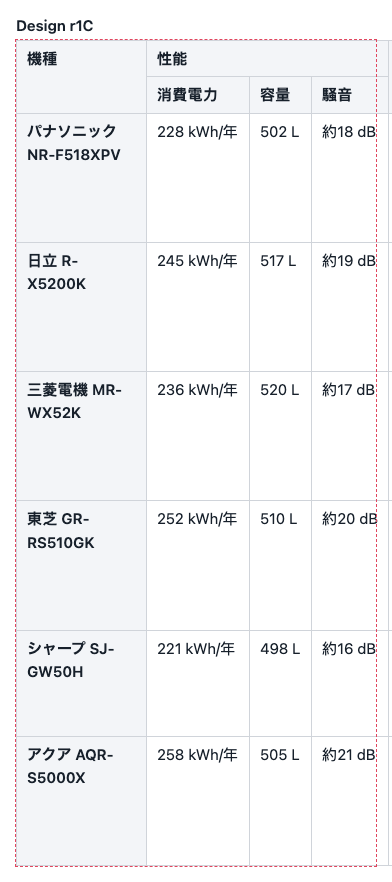 Design r1C
機種
性能
消費電力 容量 騒音
パナソニック 228 kWh/年 502 L 約18 dB
NR-F518XPV
日立 R- 245 kWh/年 517 L 約19 dB
X5200K
三菱電機 MR- 236 kWh/年 520 L 約17 dB
WX52K
東芝 GR- 252 kWh/年 510 L 約20 dB
RS510GK
シャープ SJ- 221 kWh/年 498 L 約16 dB
GW50H
アクア AQR- 258 kWh/年 505 L 約21 dB
S5000X